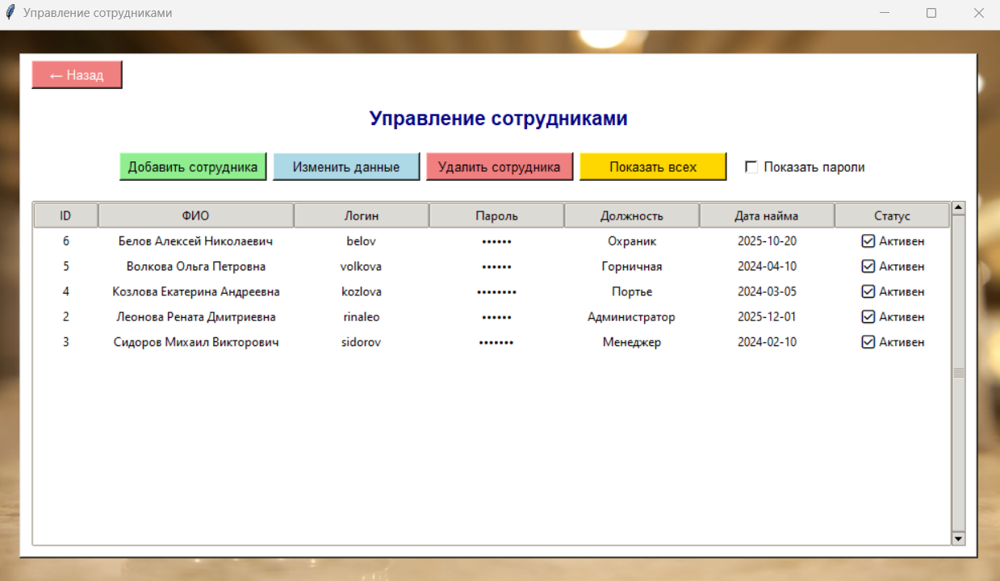 Управление сотрудниками
← Назад
Управление сотрудниками
Добавить сотрудника Изменить данные Удалить сотрудника Показать всех Показать пароли
ID ФИО Логин Пароль Должность Дата найма Статус
6 Белов Алексей Николаевич belov •••••• Охраник 2025-10-20 Активен
5 Волкова Ольга Петровна volkova •••••• Горничная 2024-04-10 Активен
4 Козлова Екатерина Андреевна kozlova •••••••• Портье 2024-03-05 Активен
2 Леонова Рената Дмитриевна rinaleo •••••• Администратор 2025-12-01 Активен
3 Сидоров Михаил Викторович sidorov ••••••• Менеджер 2024-02-10 Активен